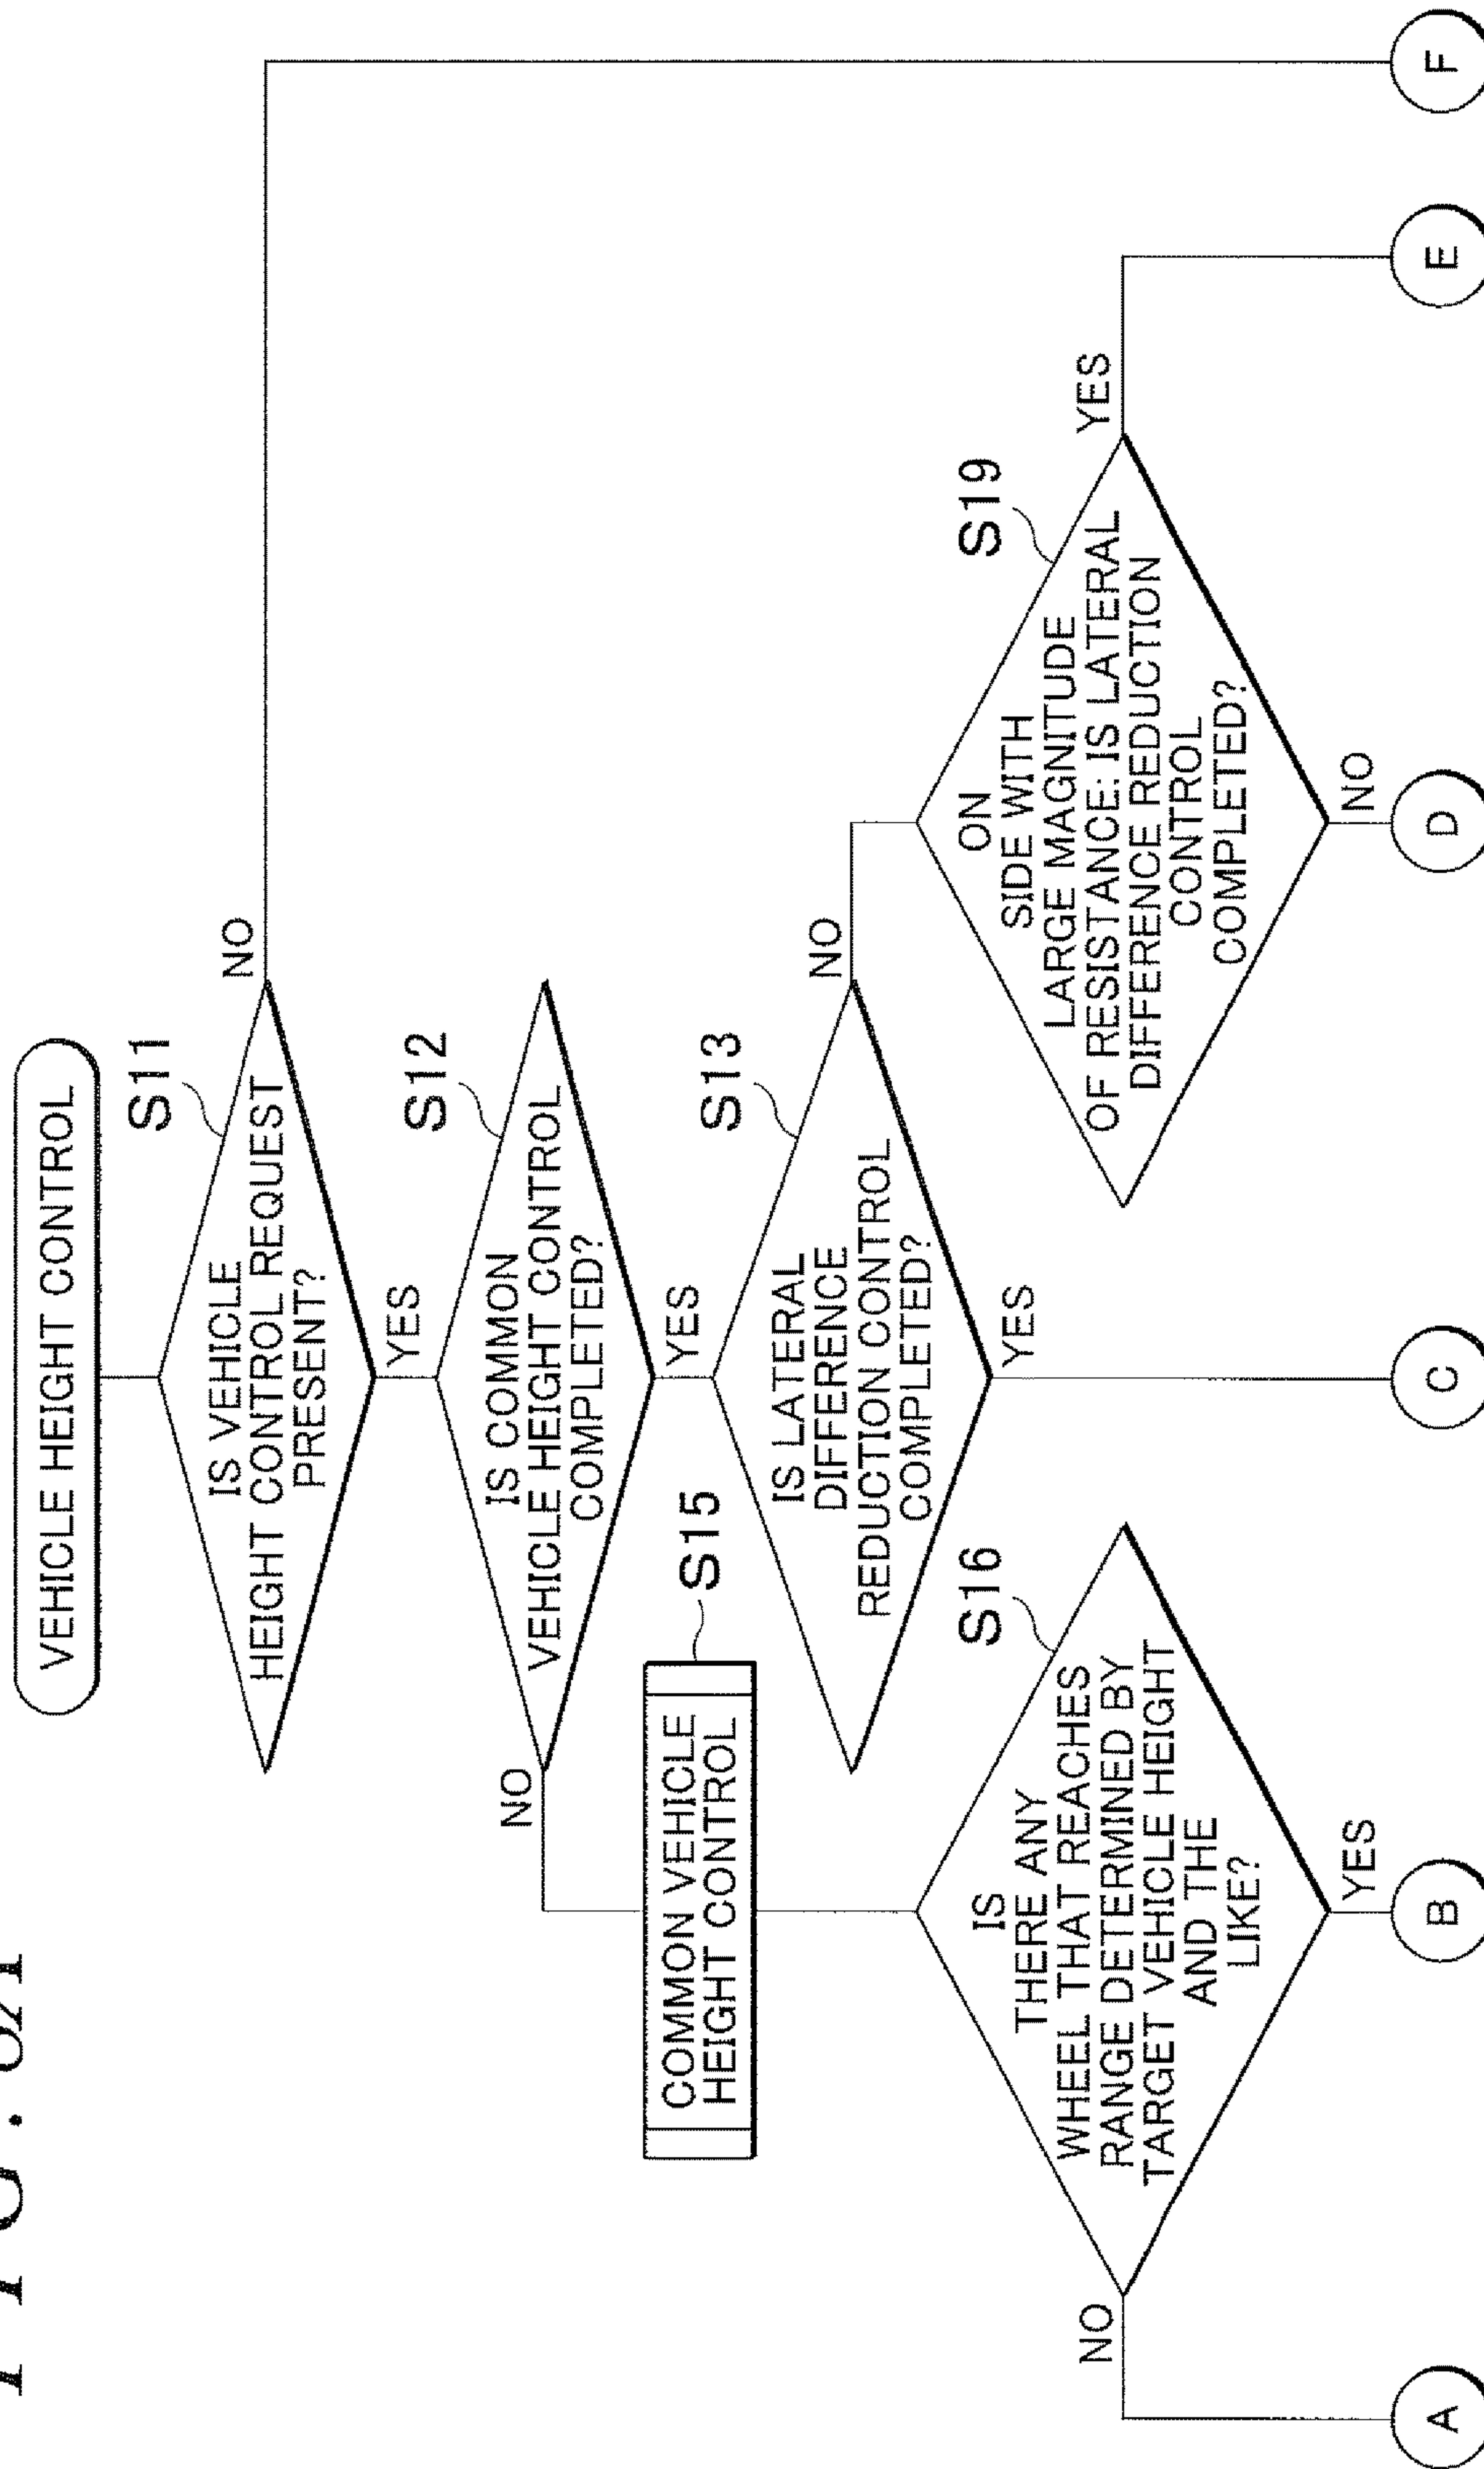 VEHICLE HEIGHT CONTROL
S11
IS VEHICLE
HEIGHT CONTROL REQUEST
PRESENT?
NO
YES
S12
IS COMMON
VEHICLE HEIGHT CONTROL
COMPLETED?
NO
YES
S15
COMMON VEHICLE
HEIGHT CONTROL
S13
IS LATERAL
DIFFERENCE
REDUCTION CONTROL
COMPLETED?
NO
YES
S16
IS
THERE ANY
WHEEL THAT REACHES
RANGE DETERMINED BY
TARGET VEHICLE HEIGHT
AND THE
LIKE?
NO
YES
S19
ON
SIDE WITH
LARGE MAGNITUDE
OF RESISTANCE: IS LATERAL
DIFFERENCE REDUCTION
CONTROL
COMPLETED?
YES
NO
A
B
C
D
E
F